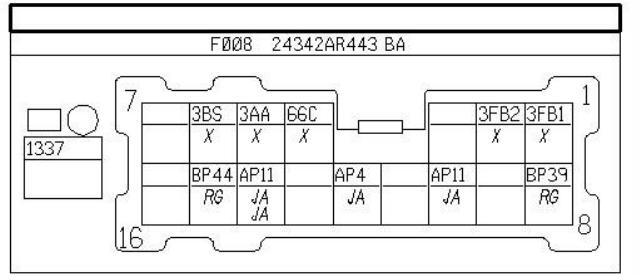 F008 24342AR443 BA
7 3BS 3AA 66C 3FB2 3FB1 1
X X X X X
1337
BP44 AP11 AP4 AP11 BP39
RG JA JA JA RG
JA
16 8